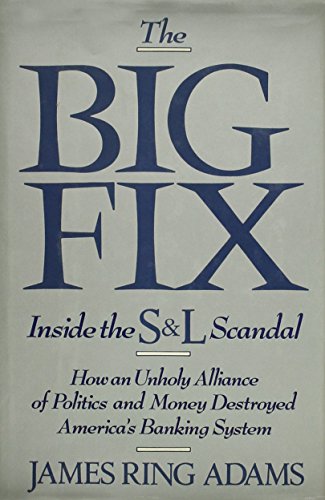 The
BIG
FIX
Inside the S&L Scandal
How an Unholy Alliance
of Politics and Money Destroyed
America's Banking System
JAMES RING ADAMS